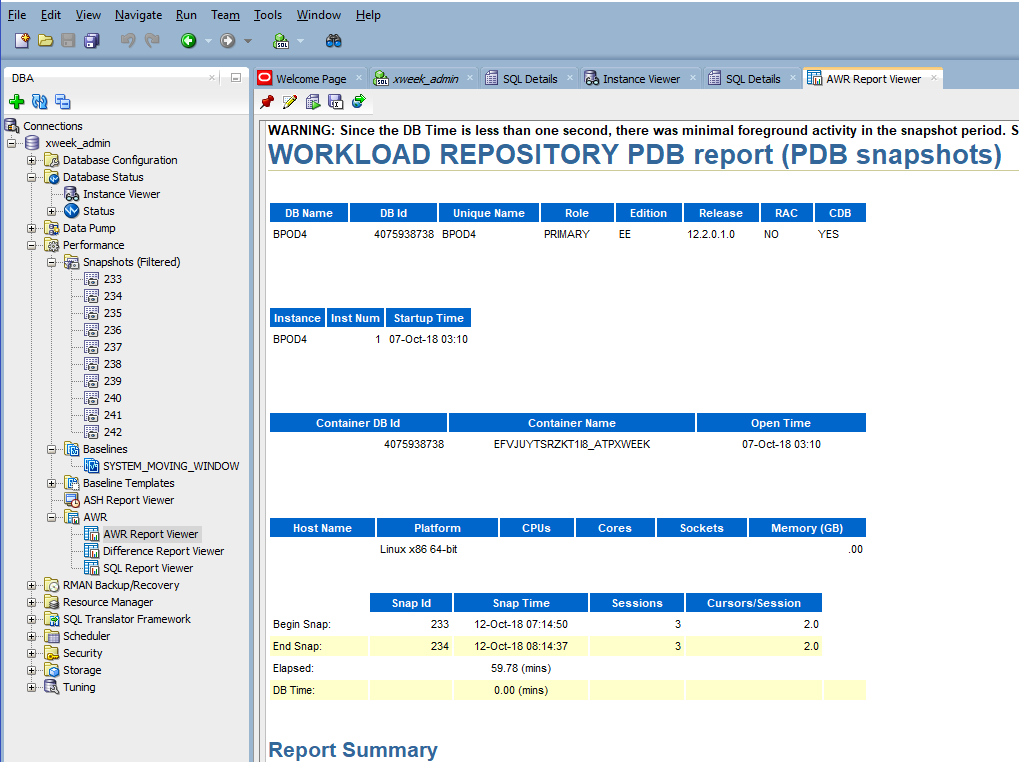 File Edit View Navigate Run Team Tools Window Help
DBA
Welcome Page xweek_admin SQL Details Instance Viewer SQL Details AWR Report Viewer
Connections
xweek_admin
Database Configuration
Database Status
Instance Viewer
Status
Data Pump
Performance
Snapshots (Filtered)
233
234
235
236
237
238
239
240
241
242
Baselines
SYSTEM_MOVING_WINDOW
Baseline Templates
ASH Report Viewer
AWR
AWR Report Viewer
Difference Report Viewer
SQL Report Viewer
RMAN Backup/Recovery
Resource Manager
SQL Translator Framework
Scheduler
Security
Storage
Tuning
WARNING: Since the DB Time is less than one second, there was minimal foreground activity in the snapshot period. S
WORKLOAD REPOSITORY PDB report (PDB snapshots)
DB Name DB Id Unique Name Role Edition Release RAC CDB
BPOD4 4075938738 BPOD4 PRIMARY EE 12.2.0.1.0 NO YES
Instance Inst Num Startup Time
BPOD4 1 07-Oct-18 03:10
Container DB Id Container Name Open Time
4075938738 EFVJUYTSRZKT1I8_ATPXWEEK 07-Oct-18 03:10
Host Name Platform CPUs Cores Sockets Memory (GB)
Linux x86 64-bit .00
Snap Id Snap Time Sessions Cursors/Session
Begin Snap: 233 12-Oct-18 07:14:50 3 2.0
End Snap: 234 12-Oct-18 08:14:37 3 2.0
Elapsed: 59.78 (mins)
DB Time: 0.00 (mins)
Report Summary